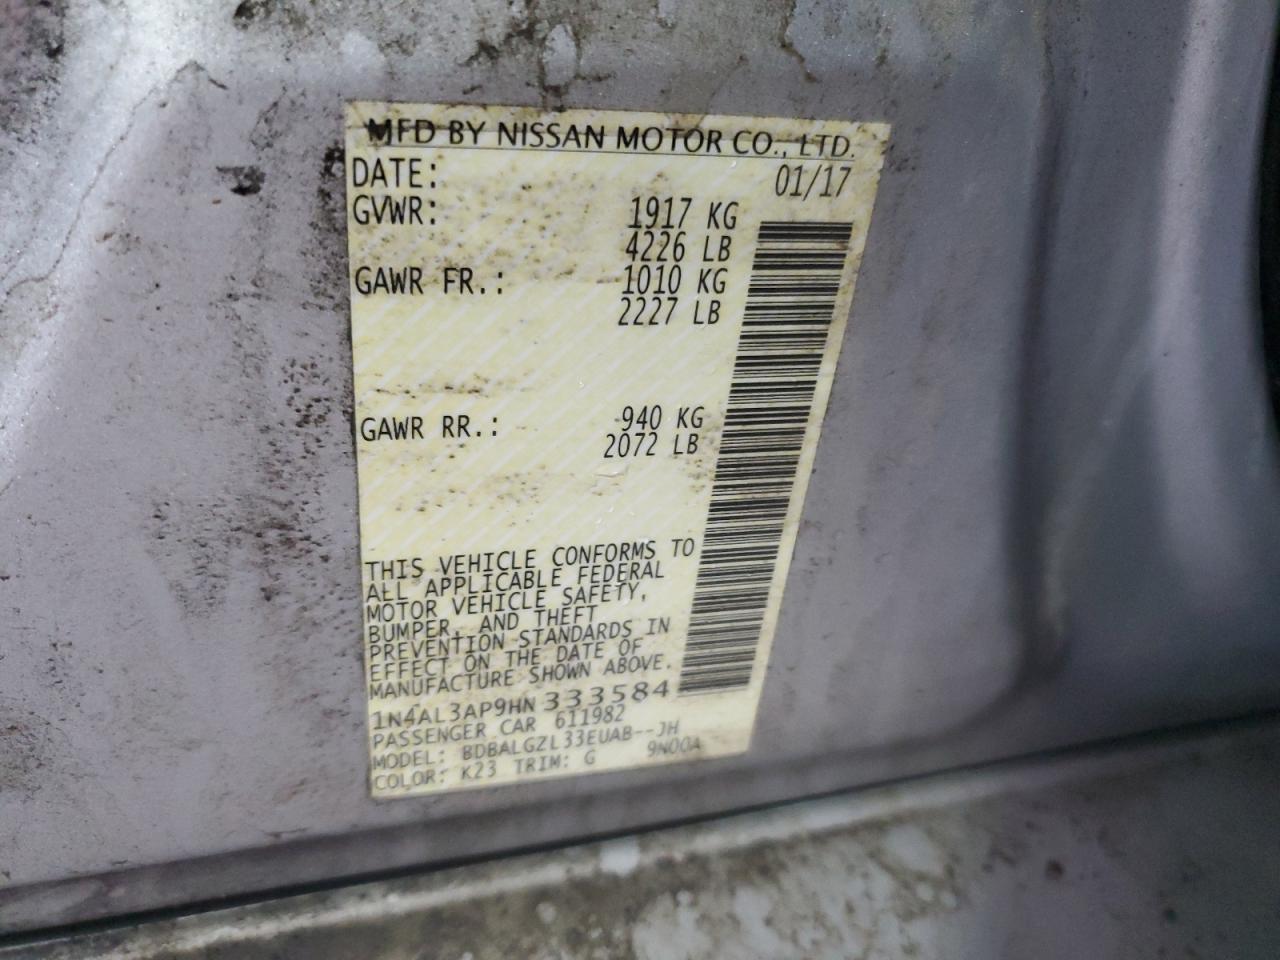 MFD BY NISSAN MOTOR CO., LTD.
DATE: 01/17
GVWR: 1917 KG
4226 LB
GAWR FR.: 1010 KG
2227 LB
GAWR RR.: 940 KG
2072 LB
THIS VEHICLE CONFORMS TO
ALL APPLICABLE FEDERAL
MOTOR VEHICLE SAFETY,
BUMPER, AND THEFT
PREVENTION STANDARDS IN
EFFECT ON THE DATE OF
MANUFACTURE SHOWN ABOVE.
1N4AL3AP9HN333584
PASSENGER CAR 611982
MODEL: BDBALGZL33EUAB--JH
COLOR: K23 TRIM: G 9N00A